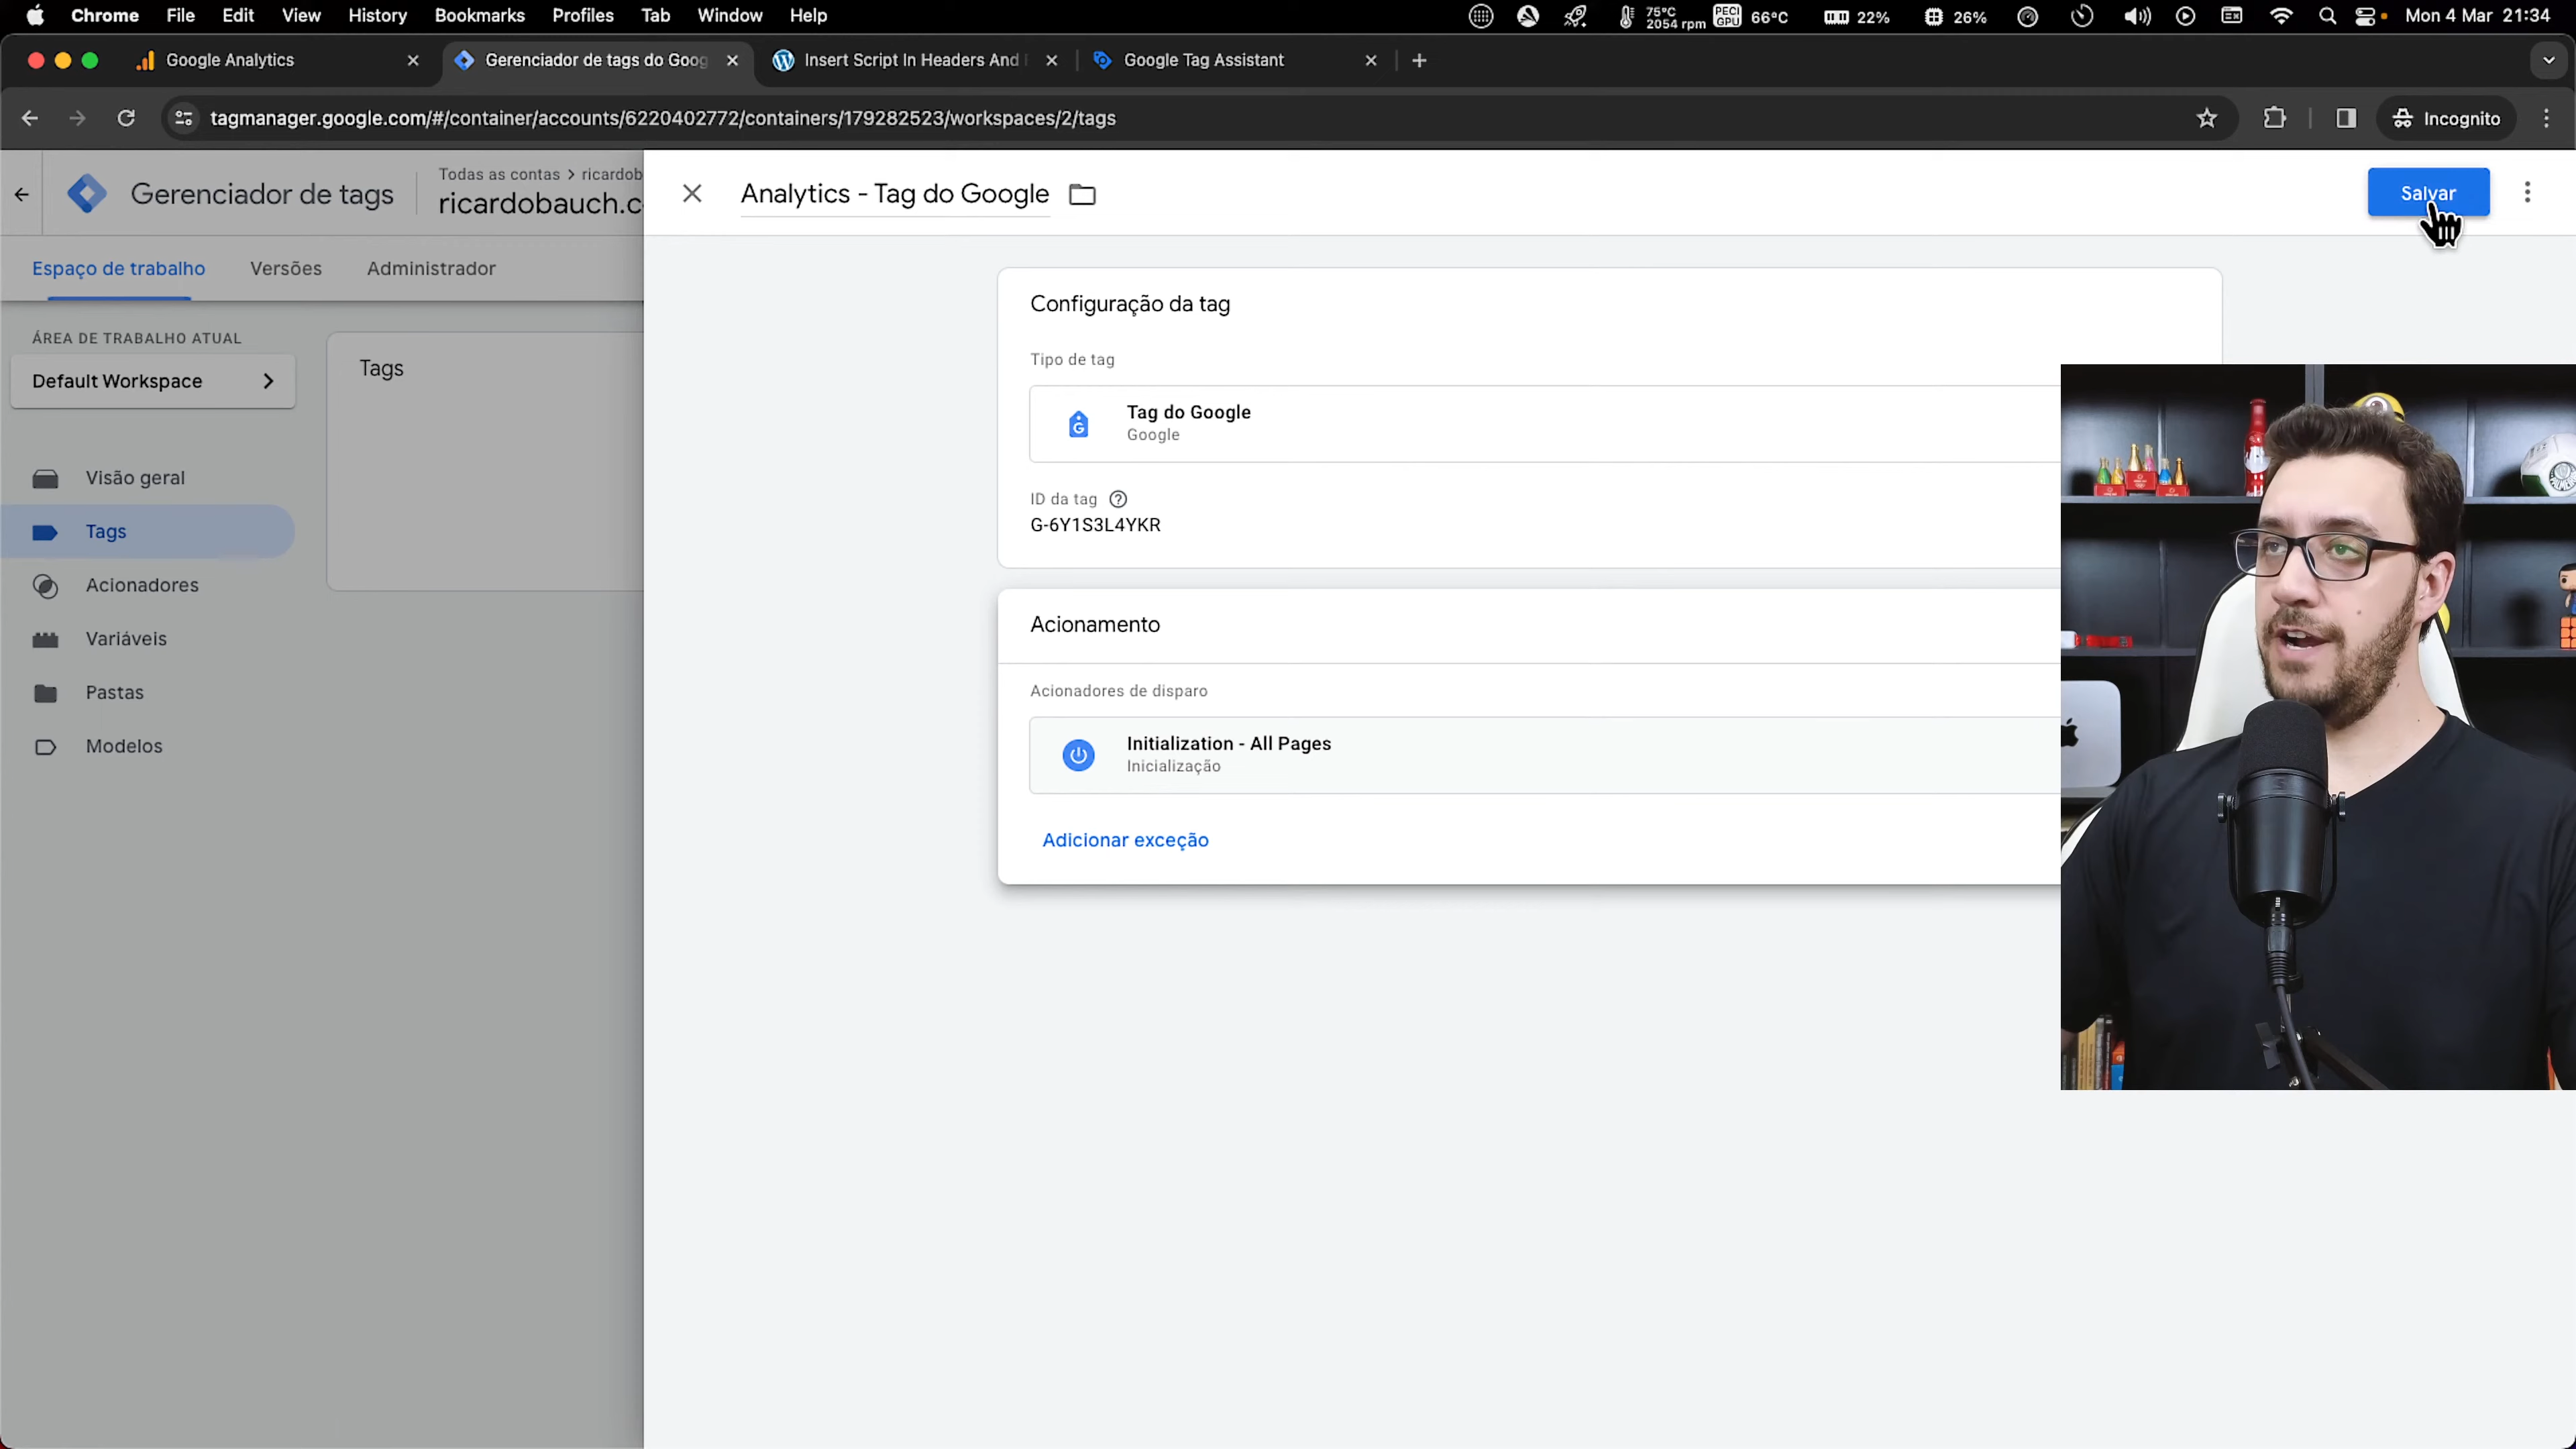 Chrome File Edit View History Bookmarks Profiles Tab Window Help
75°C
2054 rpm
PECI
GPU
66°C
22%
26%
Mon 4 Mar 21:34
Google Analytics
Gerenciador de tags do Goog
Insert Script In Headers And
Google Tag Assistant
tagmanager.google.com/#/container/accounts/6220402772/containers/179282523/workspaces/2/tags
Incognito
Gerenciador de tags
Todas as contas > ricardob
ricardobauch.c
Analytics - Tag do Google
Salvar
Espaço de trabalho
Versões
Administrador
ÁREA DE TRABALHO ATUAL
Default Workspace
Tags
Visão geral
Tags
Acionadores
Variáveis
Pastas
Modelos
Configuração da tag
Tipo de tag
Tag do Google
Google
ID da tag
G-6Y1S3L4YKR
Acionamento
Acionadores de disparo
Initialization - All Pages
Inicialização
Adicionar exceção